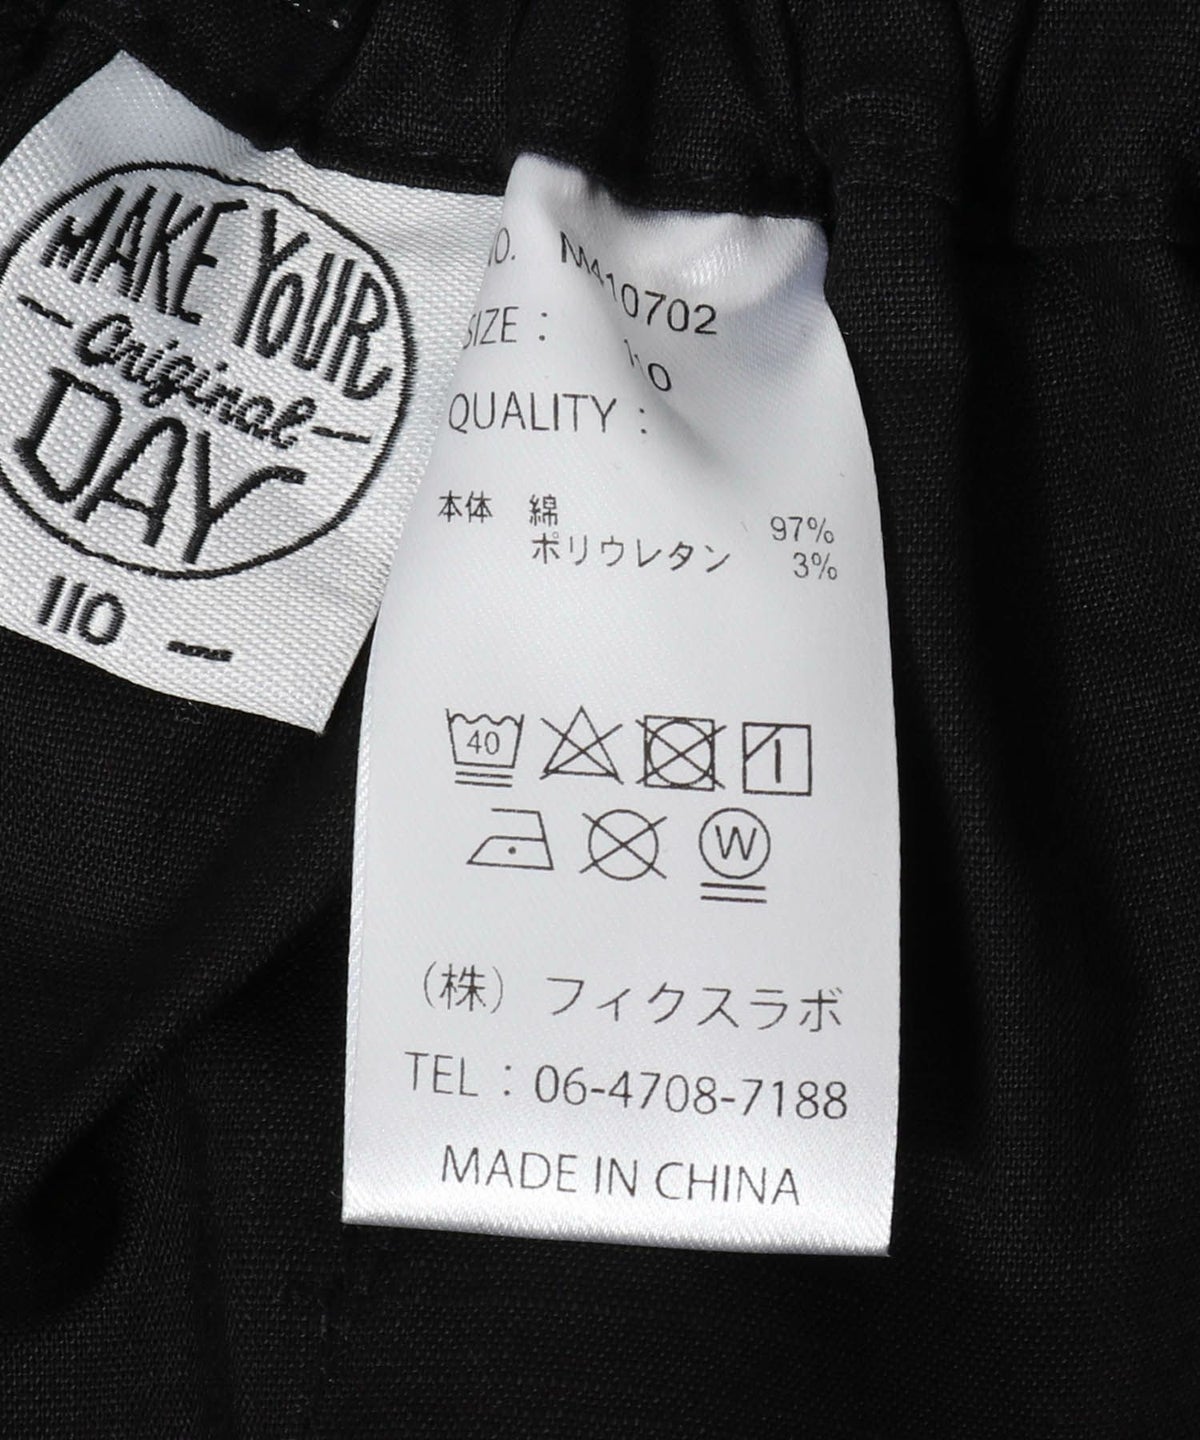 MAKE YOUR
Original
DAY
110
NO. M410702
SIZE : 110
QUALITY :
本体 綿 97%
ポリウレタン 3%
40
W
(株) フィクスラボ
TEL : 06-4708-7188
MADE IN CHINA